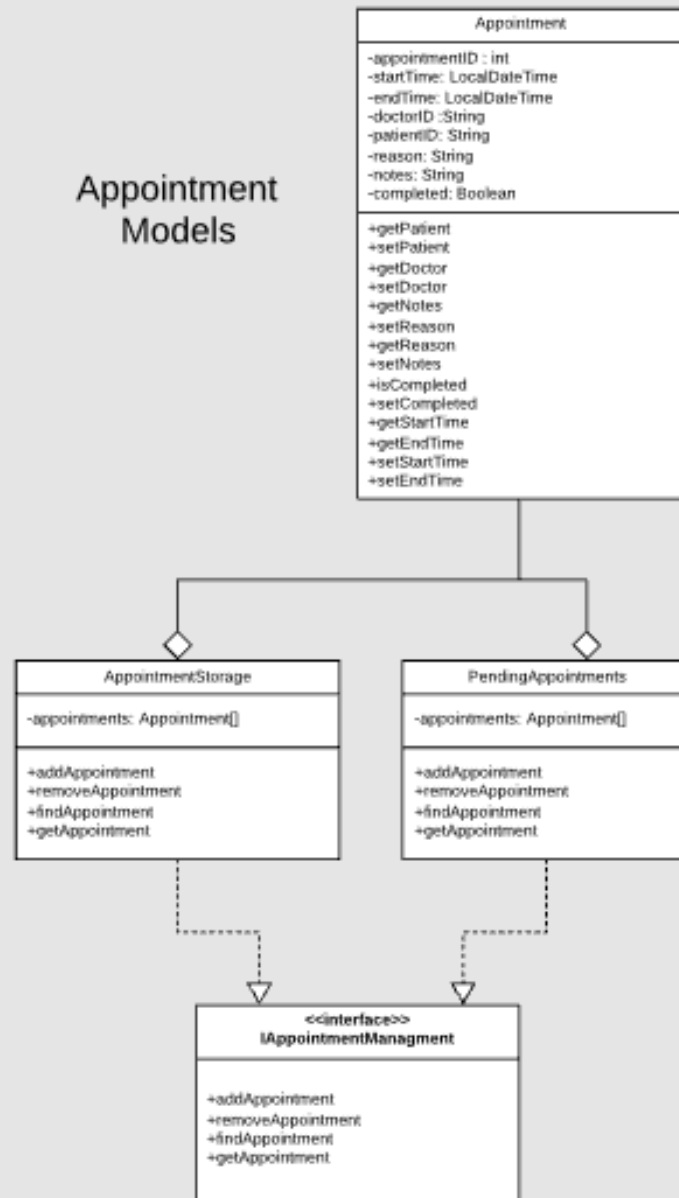 Appointment
Models
Appointment
-appointmentID : int
-startTime: LocalDateTime
-endTime: LocalDateTime
-doctorID :String
-patientID: String
-reason: String
-notes: String
-completed: Boolean
+getPatient
+setPatient
+getDoctor
+setDoctor
+getNotes
+setReason
+getReason
+setNotes
+isCompleted
+setCompleted
+getStartTime
+getEndTime
+setStartTime
+setEndTime
AppointmentStorage
-appointments: Appointment[]
+addAppointment
+removeAppointment
+findAppointment
+getAppointment
PendingAppointments
-appointments: Appointment[]
+addAppointment
+removeAppointment
+findAppointment
+getAppointment
<<interface>>
IAppointmentManagment
+addAppointment
+removeAppointment
+findAppointment
+getAppointment